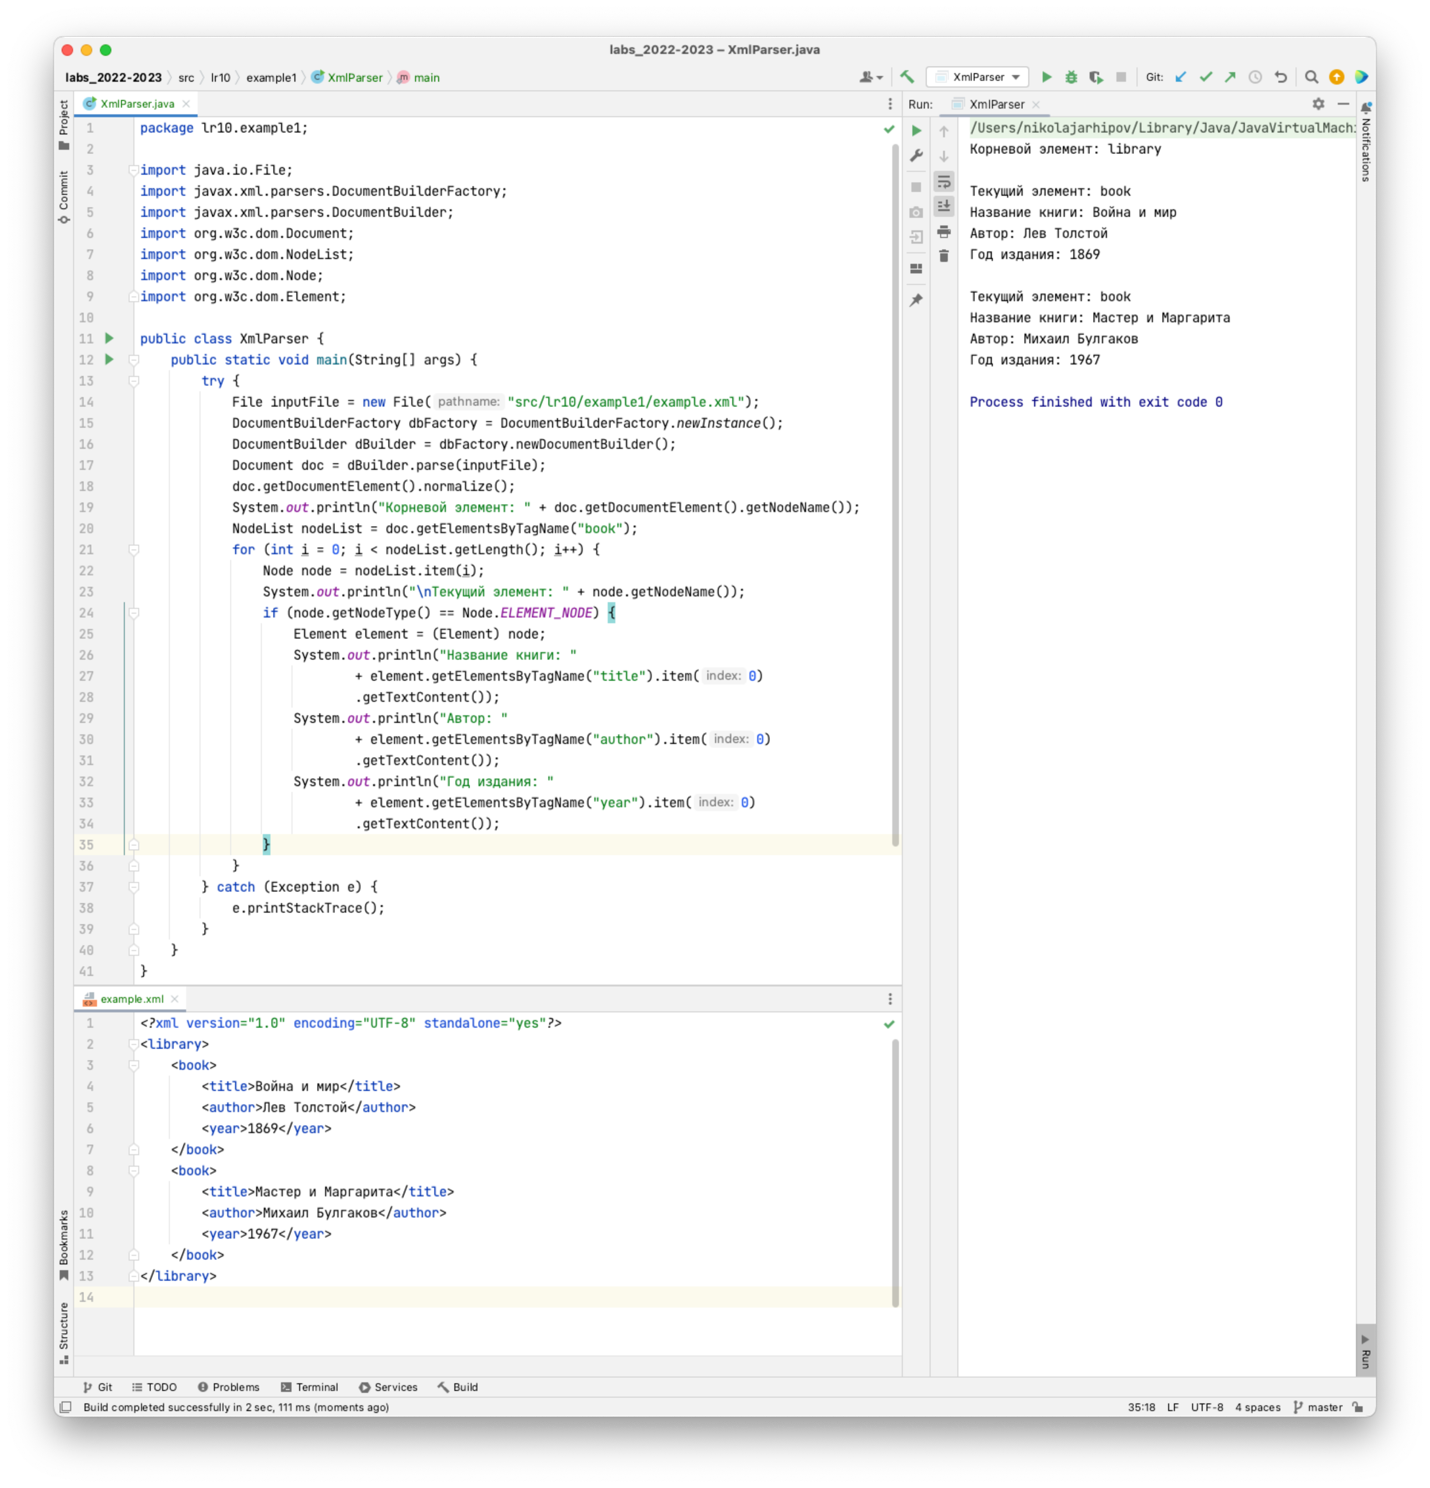 labs_2022-2023 – XmlParser.java
labs_2022-2023 src lr10 example1 XmlParser main
XmlParser
Git:
Project
Commit
XmlParser.java
1 package lr10.example1;
2
3 import java.io.File;
4 import javax.xml.parsers.DocumentBuilderFactory;
5 import javax.xml.parsers.DocumentBuilder;
6 import org.w3c.dom.Document;
7 import org.w3c.dom.NodeList;
8 import org.w3c.dom.Node;
9 import org.w3c.dom.Element;
10
11 public class XmlParser {
12 public static void main(String[] args) {
13 try {
14 File inputFile = new File( pathname: "src/lr10/example1/example.xml");
15 DocumentBuilderFactory dbFactory = DocumentBuilderFactory.newInstance();
16 DocumentBuilder dBuilder = dbFactory.newDocumentBuilder();
17 Document doc = dBuilder.parse(inputFile);
18 doc.getDocumentElement().normalize();
19 System.out.println("Корневой элемент: " + doc.getDocumentElement().getNodeName());
20 NodeList nodeList = doc.getElementsByTagName("book");
21 for (int i = 0; i < nodeList.getLength(); i++) {
22 Node node = nodeList.item(i);
23 System.out.println("\nТекущий элемент: " + node.getNodeName());
24 if (node.getNodeType() == Node.ELEMENT_NODE) {
25 Element element = (Element) node;
26 System.out.println("Название книги: "
27 + element.getElementsByTagName("title").item( index: 0)
28 .getTextContent());
29 System.out.println("Автор: "
30 + element.getElementsByTagName("author").item( index: 0)
31 .getTextContent());
32 System.out.println("Год издания: "
33 + element.getElementsByTagName("year").item( index: 0)
34 .getTextContent());
35 }
36 }
37 } catch (Exception e) {
38 e.printStackTrace();
39 }
40 }
41 }
example.xml
1 <?xml version="1.0" encoding="UTF-8" standalone="yes"?>
2 <library>
3 <book>
4 <title>Война и мир</title>
5 <author>Лев Толстой</author>
6 <year>1869</year>
7 </book>
8 <book>
9 <title>Мастер и Маргарита</title>
10 <author>Михаил Булгаков</author>
11 <year>1967</year>
12 </book>
13 </library>
14
Bookmarks
Structure
Run: XmlParser
/Users/nikolajarhipov/Library/Java/JavaVirtualMachi
Корневой элемент: library
Текущий элемент: book
Название книги: Война и мир
Автор: Лев Толстой
Год издания: 1869
Текущий элемент: book
Название книги: Мастер и Маргарита
Автор: Михаил Булгаков
Год издания: 1967
Process finished with exit code 0
Notifications
Run
Git TODO Problems Terminal Services Build
Build completed successfully in 2 sec, 111 ms (moments ago)
35:18 LF UTF-8 4 spaces master